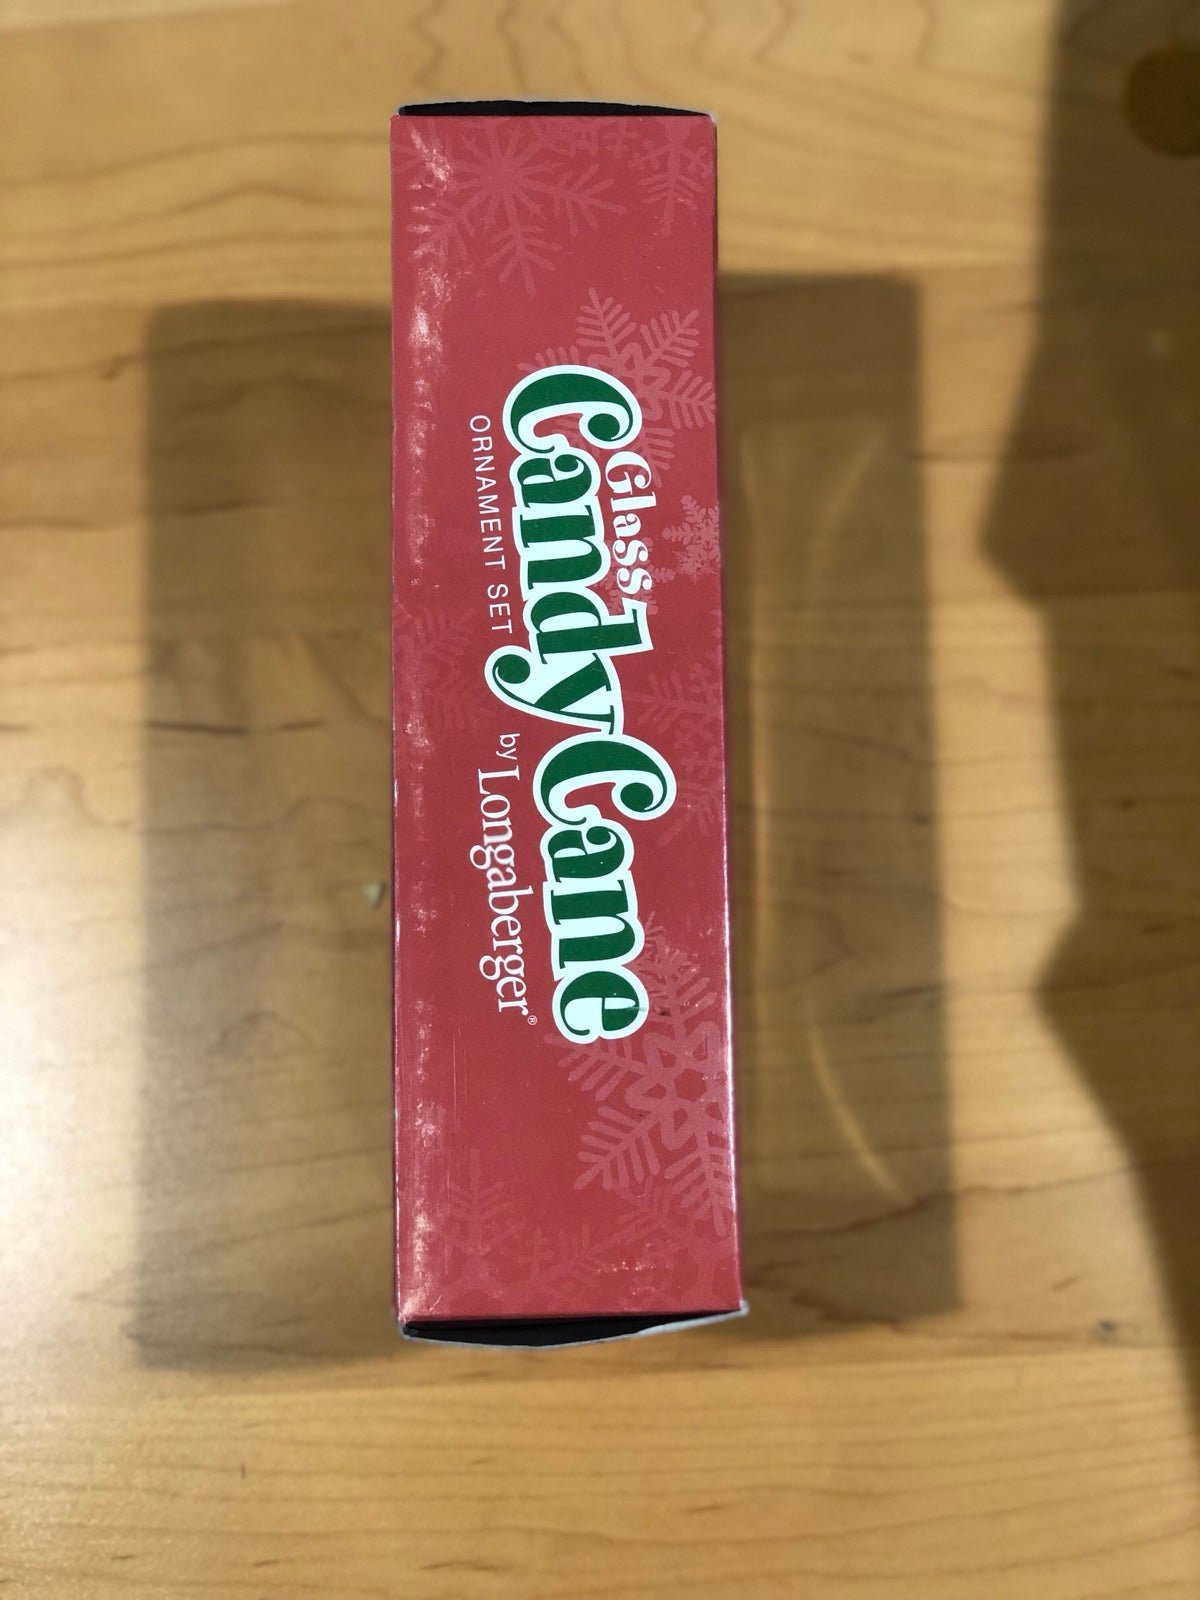 Glass
Candy Cane
ORNAMENT SET by Longaberger®